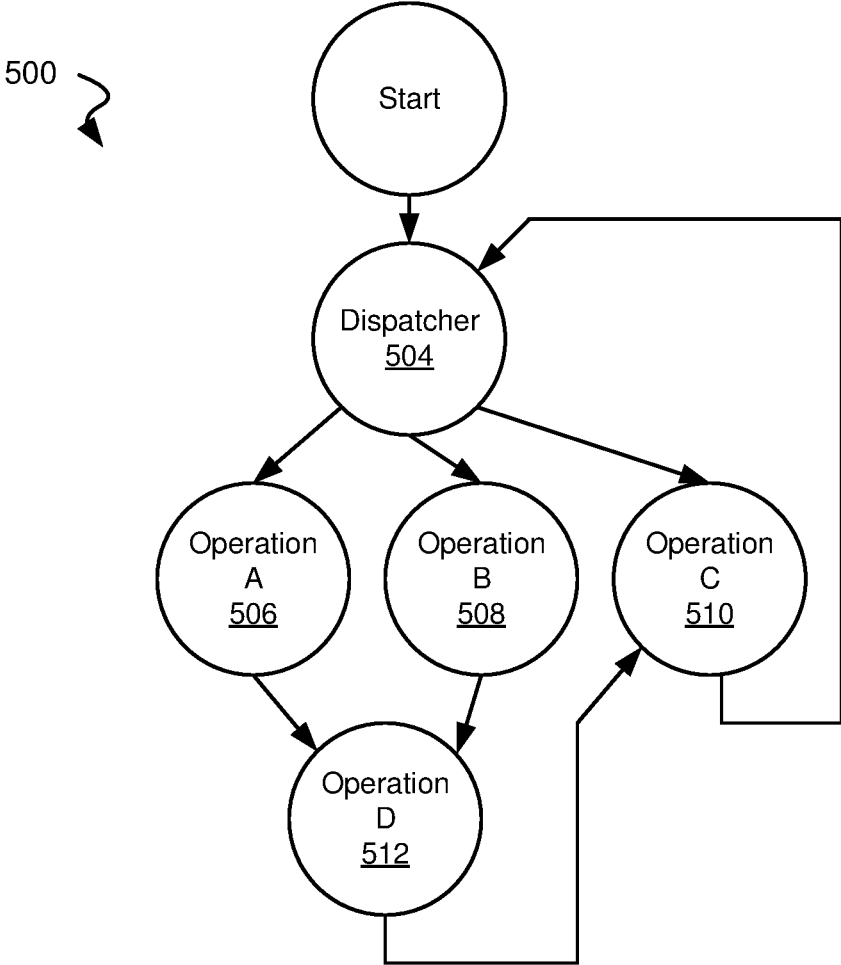 500
Start
Dispatcher
504
Operation
A
506
Operation
B
508
Operation
C
510
Operation
D
512